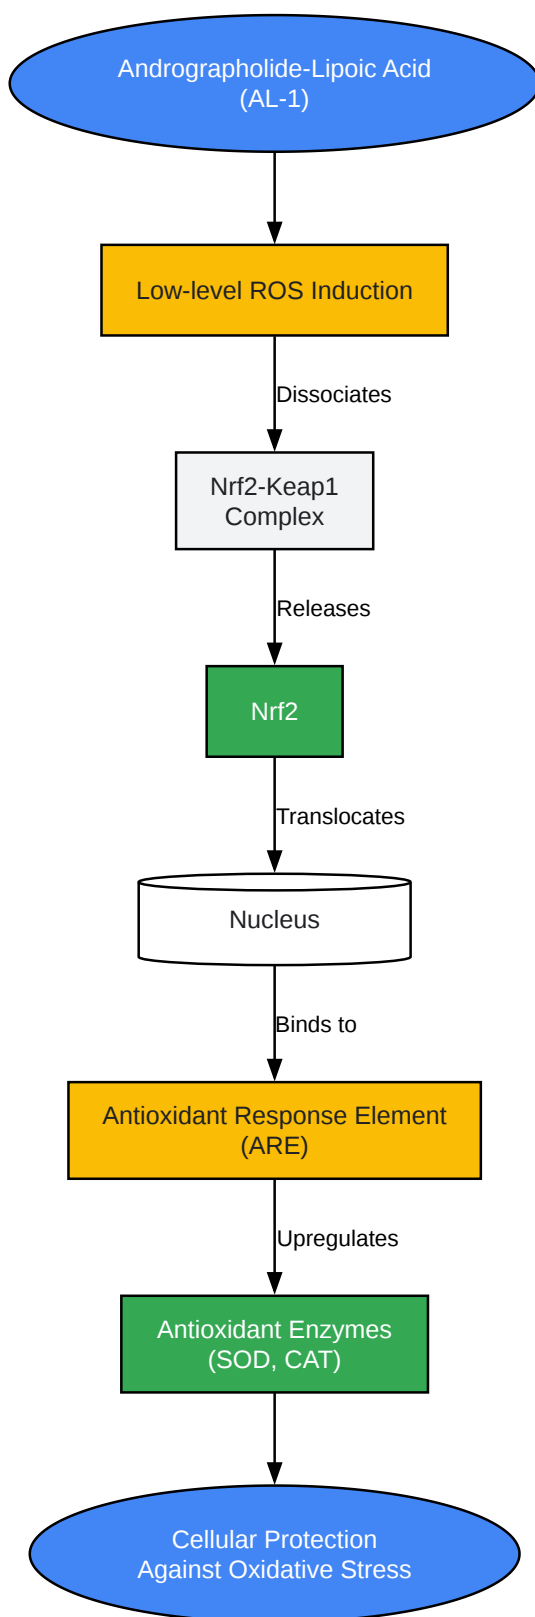 Andrographolide-Lipoic Acid
(AL-1)
Low-level ROS Induction
Dissociates
Nrf2-Keap1
Complex
Releases
Nrf2
Translocates
Nucleus
Binds to
Antioxidant Response Element
(ARE)
Upregulates
Antioxidant Enzymes
(SOD, CAT)
Cellular Protection
Against Oxidative Stress